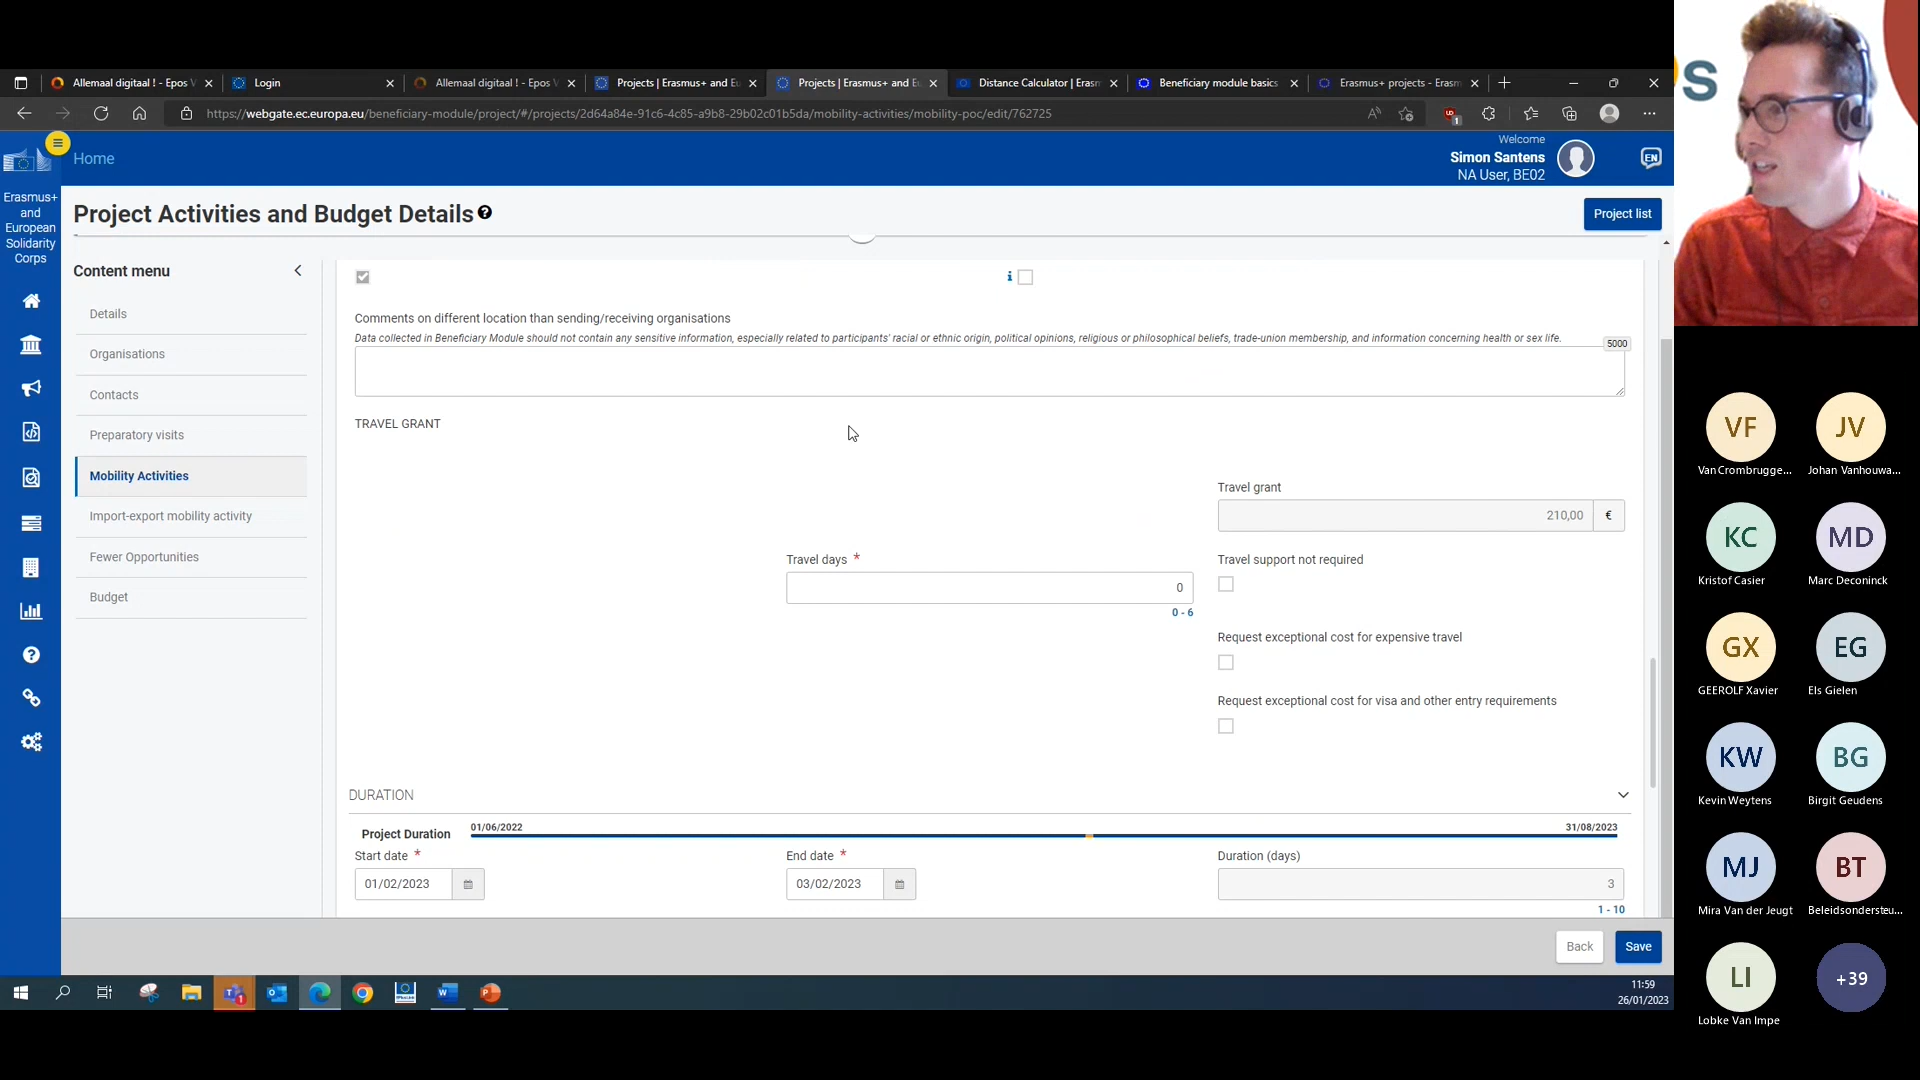 Allemaal digitaal ! - Epos V
Login
Allemaal digitaal ! - Epos V
Projects | Erasmus+ and Eu
Projects | Erasmus+ and Eu
Distance Calculator | Erasm
Beneficiary module basics
Erasmus+ projects - Erasm
https://webgate.ec.europa.eu/beneficiary-module/project/#/projects/2d64a84e-91c6-4c85-a9b8-29b02c01b5da/mobility-activities/mobility-poc/edit/762725
1
Home
Welcome
Simon Santens
NA User, BE02
EN
Erasmus+
and
European
Solidarity
Corps
Project Activities and Budget Details
Project list
Content menu
Details
Organisations
Contacts
Preparatory visits
Mobility Activities
Import-export mobility activity
Fewer Opportunities
Budget
Comments on different location than sending/receiving organisations
Data collected in Beneficiary Module should not contain any sensitive information, especially related to participants' racial or ethnic origin, political opinions, religious or philosophical beliefs, trade-union membership, and information concerning health or sex life.
5000
TRAVEL GRANT
Travel grant
210,00 €
Travel days *
0
0 - 6
Travel support not required
Request exceptional cost for expensive travel
Request exceptional cost for visa and other entry requirements
DURATION
Project Duration
01/06/2022
31/08/2023
Start date *
01/02/2023
End date *
03/02/2023
Duration (days)
3
1 - 10
Back
Save
11:59
26/01/2023
s
VF
Van Crombrugge...
JV
Johan Vanhouwa...
KC
Kristof Casier
MD
Marc Deconinck
GX
GEEROLF Xavier
EG
Els Gielen
KW
Kevin Weytens
BG
Birgit Geudens
MJ
Mira Van der Jeugt
BT
Beleidsondersteu...
LI
Lobke Van Impe
+39